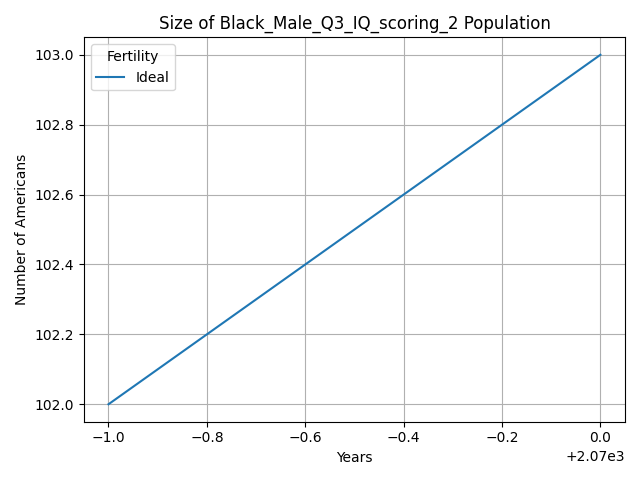 Size of Black_Male_Q3_IQ_scoring_2 Population
Fertility
Ideal
Number of Americans
103.0
102.8
102.6
102.4
102.2
102.0
−1.0
−0.8
−0.6
−0.4
−0.2
0.0
+2.07e3
Years